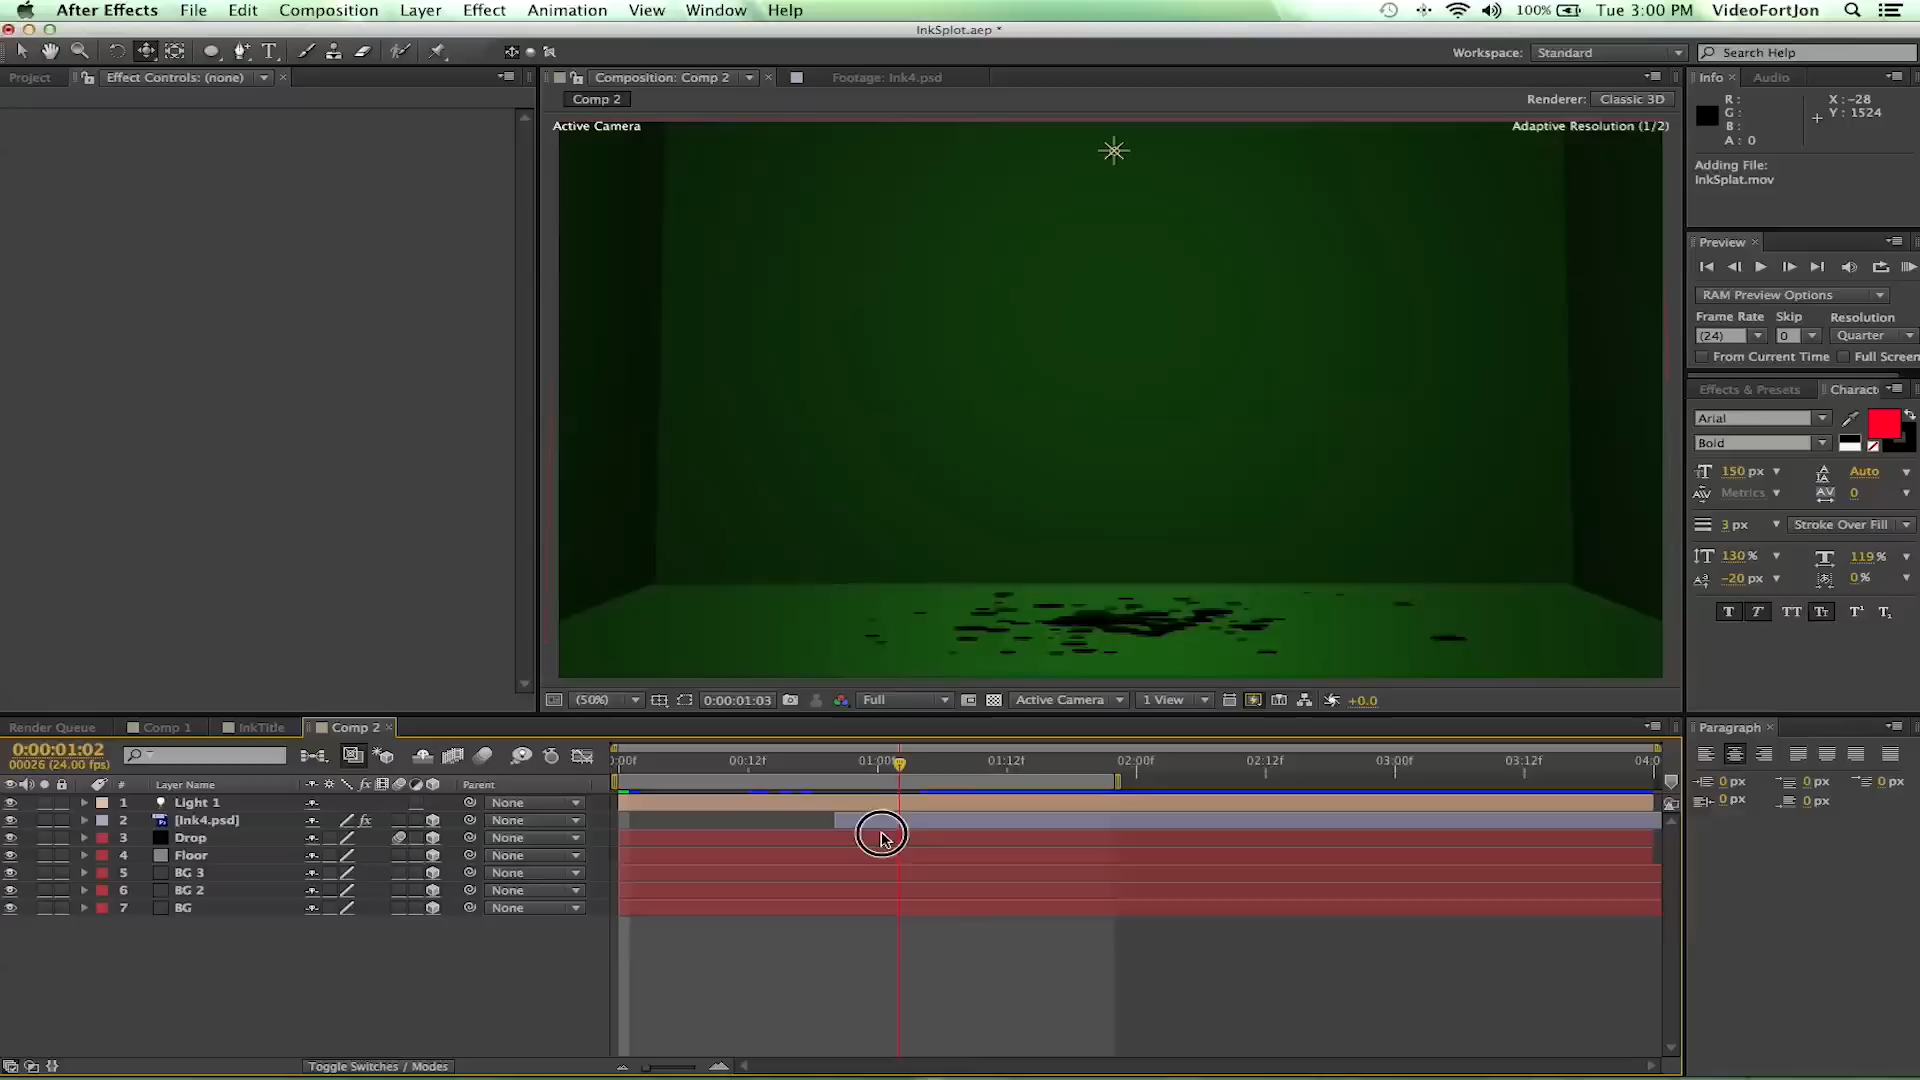 After Effects File Edit Composition Layer Effect Animation View Window Help 100% Tue 3:00 PM VideoFortJon
InkSplot.aep *
Workspace: Standard Search Help
Project Effect Controls: (none) Composition: Comp 2 Footage: Ink4.psd Info Audio
Comp 2 Renderer: Classic 3D
R: X: -28
G: Y: 1524
B:
A: 0
Active Camera Adaptive Resolution (1/2)
Adding File:
InkSplat.mov
Preview
RAM Preview Options
Frame Rate Skip Resolution
(24) 0 Quarter
From Current Time Full Screen
Effects & Presets Charact
Arial
Bold
150 px Auto
Metrics 0
3 px Stroke Over Fill
130 % 119 %
-20 px 0 %
T T TT Tt T¹ T₁
(50%) 0:00:01:03 Full Active Camera 1 View +0.0
Render Queue Comp 1 InkTitle Comp 2 Paragraph
0:00:01:02
00026 (24.00 fps)
):00f 00:12f 01:00f 01:12f 02:00f 02:12f 03:00f 03:12f 04:0
# Layer Name fx Parent
1 Light 1 None
2 [Ink4.psd] fx None
3 Drop None
4 Floor None
5 BG 3 None
6 BG 2 None
7 BG None
0 px 0 px 0 px
0 px 0 px
Toggle Switches / Modes